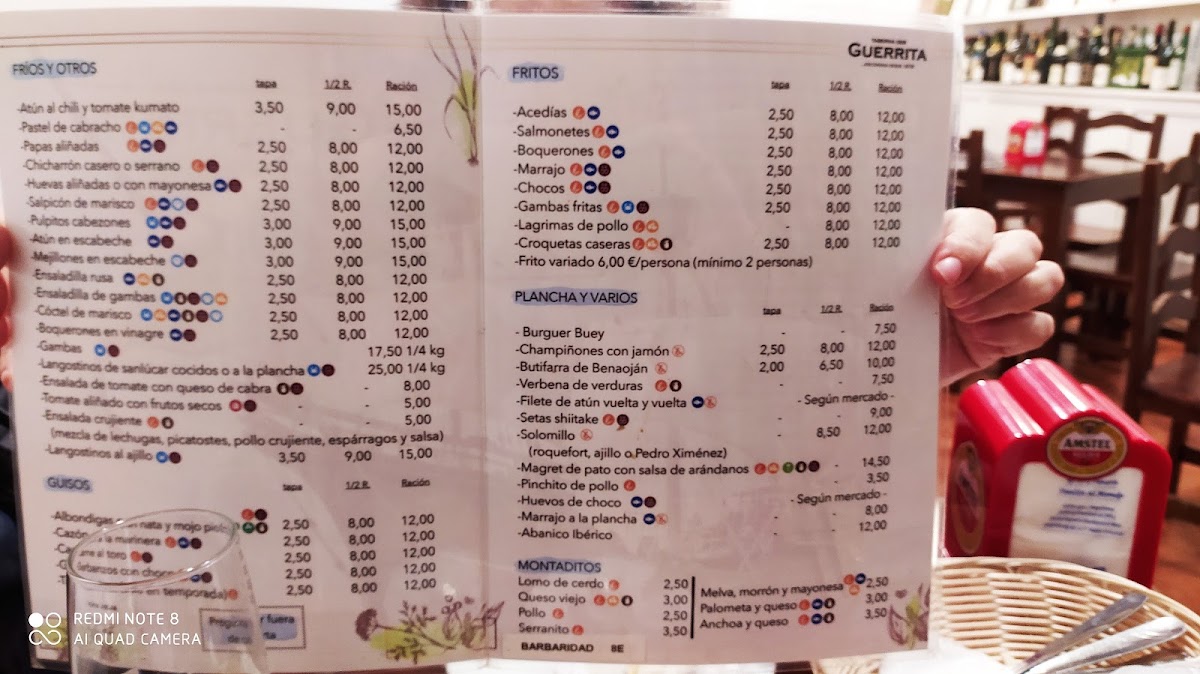 FRÍOS Y OTROS
tapa 1/2 R. Ración
-Atún al chili y tomate kumato 3,50 9,00 15,00
-Pastel de cabracho - - 6,50
-Papas aliñadas 2,50 8,00 12,00
-Chicharrón casero o serrano 2,50 8,00 12,00
-Huevas aliñadas o con mayonesa 2,50 8,00 12,00
-Salpicón de marisco 2,50 8,00 12,00
-Pulpitos cabezones 3,00 9,00 15,00
-Atún en escabeche 3,00 9,00 15,00
-Mejillones en escabeche 3,00 9,00 15,00
-Ensaladilla rusa 2,50 8,00 12,00
-Ensaladilla de gambas 2,50 8,00 12,00
-Cóctel de marisco 2,50 8,00 12,00
-Boquerones en vinagre 2,50 8,00 12,00
-Gambas 17,50 1/4 kg
-Langostinos de sanlúcar cocidos o a la plancha 25,00 1/4 kg
-Ensalada de tomate con queso de cabra - 8,00
-Tomate aliñado con frutos secos - - 5,00
-Ensalada crujiente - - 5,00
(mezcla de lechugas, picatostes, pollo crujiente, espárragos y salsa)
-Langostinos al ajillo 3,50 9,00 15,00
GUISOS
tapa 1/2 R. Ración
-Albondigas nata y mojo 2,50 8,00 12,00
-Cazón a la marinera 2,50 8,00 12,00
al toro 2,50 8,00 12,00
con choco 2,50 8,00 12,00
en temporada) 2,50 8,00 12,00
fuera
REDMI NOTE 8
AI QUAD CAMERA
GUERRITA
FRITOS
tapa 1/2 R. Ración
-Acedías 2,50 8,00 12,00
-Salmonetes 2,50 8,00 12,00
-Boquerones 2,50 8,00 12,00
-Marrajo 2,50 8,00 12,00
-Chocos 2,50 8,00 12,00
-Gambas fritas 2,50 8,00 12,00
-Lagrimas de pollo - 8,00 12,00
-Croquetas caseras 2,50 8,00 12,00
-Frito variado 6,00 €/persona (mínimo 2 personas)
PLANCHA Y VARIOS
tapa 1/2 R. Ración
- Burguer Buey - - 7,50
-Champiñones con jamón 2,50 8,00 12,00
-Butifarra de Benaoján 2,00 6,50 10,00
-Verbena de verduras - - 7,50
-Filete de atún vuelta y vuelta - Según mercado -
-Setas shiitake - - 9,00
-Solomillo - 8,50 12,00
(roquefort, ajillo o Pedro Ximénez)
-Magret de pato con salsa de arándanos - 14,50
-Pinchito de pollo - - 3,50
-Huevos de choco - Según mercado -
-Marrajo a la plancha - - 8,00
-Abanico Ibérico - - 12,00
MONTADITOS
Lomo de cerdo 2,50
Queso viejo 3,00
Pollo 2,50
Serranito 3,50
Melva, morrón y mayonesa 2,50
Palometa y queso 3,00
Anchoa y queso 3,50
BARBARIDAD 8E
AMSTEL